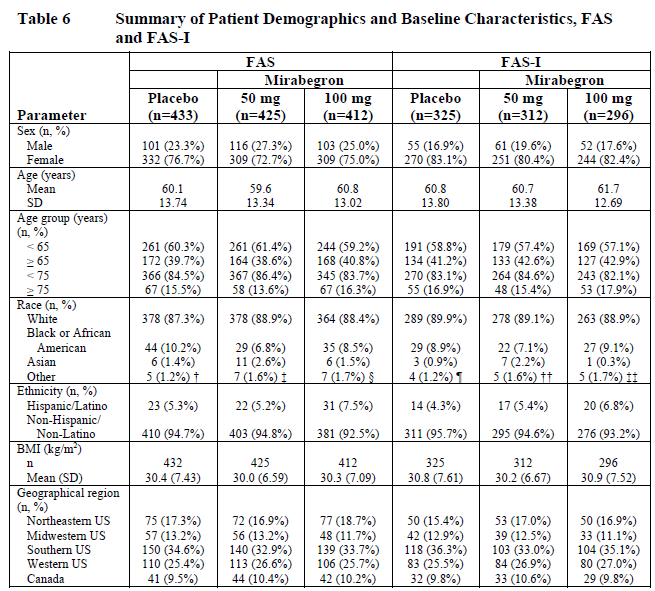 Table 6 Summary of Patient Demographics and Baseline Characteristics, FAS
and FAS-I
FAS FAS-I
Mirabegron Mirabegron
Placebo 50 mg 100 mg Placebo 50 mg 100 mg
Parameter (n=433) (n=425) (n=412) (n=325) (n=312) (n=296)
Sex (n, %)
Male 101 (23.3%) 116 (27.3%) 103 (25.0%) 55 (16.9%) 61 (19.6%) 52 (17.6%)
Female 332 (76.7%) 309 (72.7%) 309 (75.0%) 270 (83.1%) 251 (80.4%) 244 (82.4%)
Age (years)
Mean 60.1 59.6 60.8 60.8 60.7 61.7
SD 13.74 13.34 13.02 13.80 13.38 12.69
Age group (years)
(n, %)
< 65 261 (60.3%) 261 (61.4%) 244 (59.2%) 191 (58.8%) 179 (57.4%) 169 (57.1%)
≥ 65 172 (39.7%) 164 (38.6%) 168 (40.8%) 134 (41.2%) 133 (42.6%) 127 (42.9%)
< 75 366 (84.5%) 367 (86.4%) 345 (83.7%) 270 (83.1%) 264 (84.6%) 243 (82.1%)
≥ 75 67 (15.5%) 58 (13.6%) 67 (16.3%) 55 (16.9%) 48 (15.4%) 53 (17.9%)
Race (n, %)
White 378 (87.3%) 378 (88.9%) 364 (88.4%) 289 (89.9%) 278 (89.1%) 263 (88.9%)
Black or African
American 44 (10.2%) 29 (6.8%) 35 (8.5%) 29 (8.9%) 22 (7.1%) 27 (9.1%)
Asian 6 (1.4%) 11 (2.6%) 6 (1.5%) 3 (0.9%) 7 (2.2%) 1 (0.3%)
Other 5 (1.2%) † 7 (1.6%) ‡ 7 (1.7%) § 4 (1.2%) ¶ 5 (1.6%) †† 5 (1.7%) ‡‡
Ethnicity (n, %)
Hispanic/Latino 23 (5.3%) 22 (5.2%) 31 (7.5%) 14 (4.3%) 17 (5.4%) 20 (6.8%)
Non-Hispanic/
Non-Latino 410 (94.7%) 403 (94.8%) 381 (92.5%) 311 (95.7%) 295 (94.6%) 276 (93.2%)
BMI (kg/m²)
n 432 425 412 325 312 296
Mean (SD) 30.4 (7.43) 30.0 (6.59) 30.3 (7.09) 30.8 (7.61) 30.2 (6.67) 30.9 (7.52)
Geographical region
(n, %)
Northeastern US 75 (17.3%) 72 (16.9%) 77 (18.7%) 50 (15.4%) 53 (17.0%) 50 (16.9%)
Midwestern US 57 (13.2%) 56 (13.2%) 48 (11.7%) 42 (12.9%) 39 (12.5%) 33 (11.1%)
Southern US 150 (34.6%) 140 (32.9%) 139 (33.7%) 118 (36.3%) 103 (33.0%) 104 (35.1%)
Western US 110 (25.4%) 113 (26.6%) 106 (25.7%) 83 (25.5%) 84 (26.9%) 80 (27.0%)
Canada 41 (9.5%) 44 (10.4%) 42 (10.2%) 32 (9.8%) 33 (10.6%) 29 (9.8%)